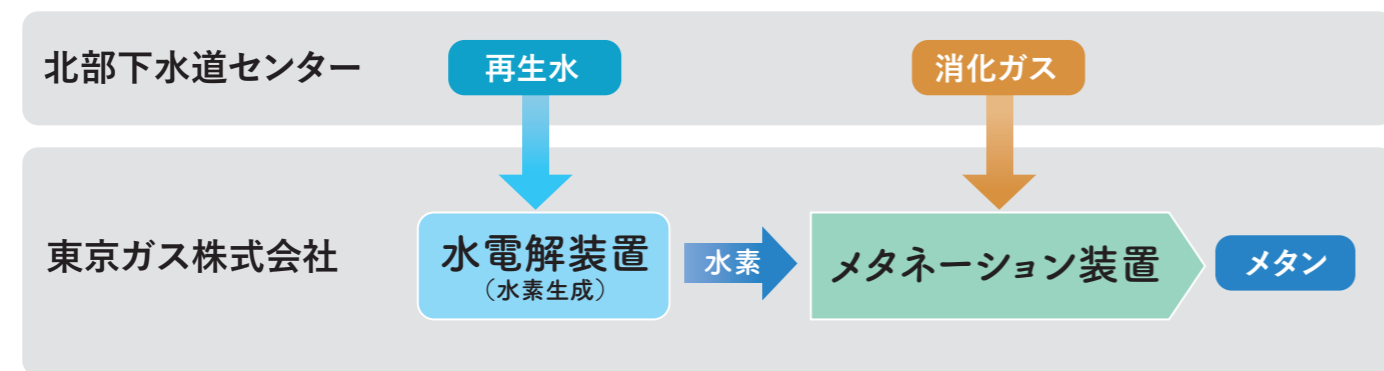 北部下水道センター
再生水
消化ガス
東京ガス株式会社
水電解装置
（水素生成）
水素
メタネーション装置
メタン